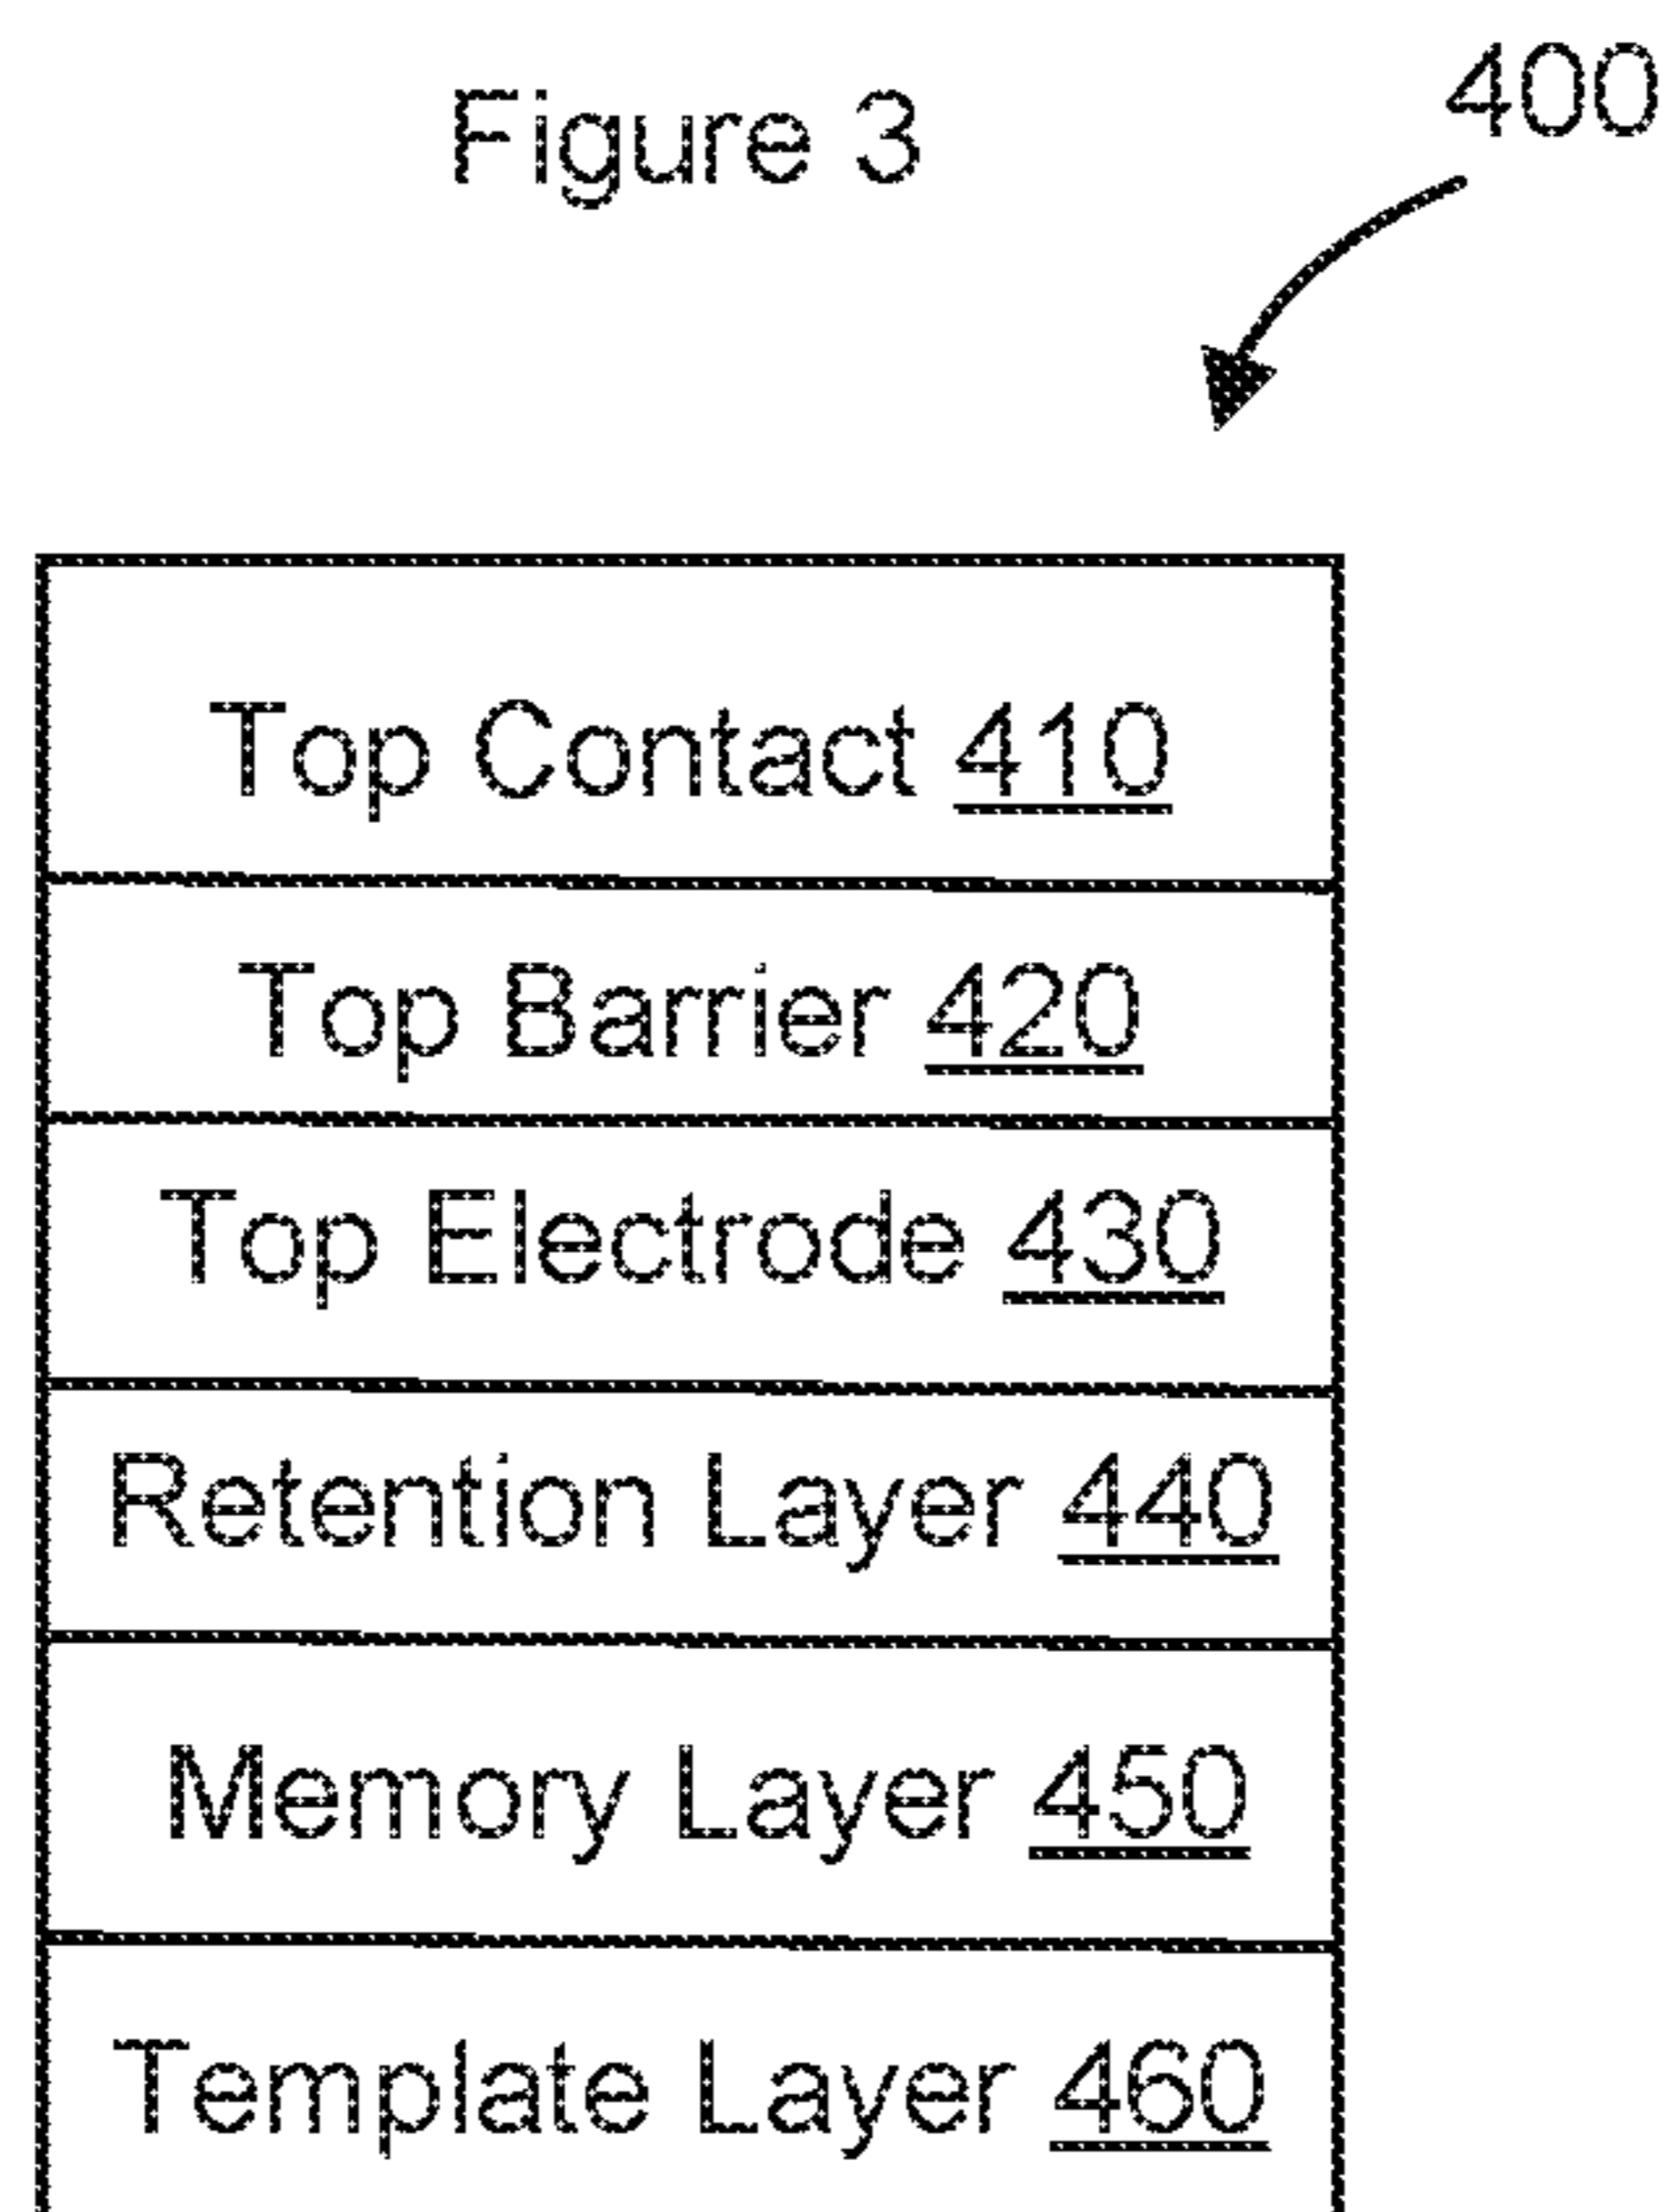 Figure 3
400
Top Contact 410
Top Barrier 420
Top Electrode 430
Retention Layer 440
Memory Layer 450
Template Layer 460